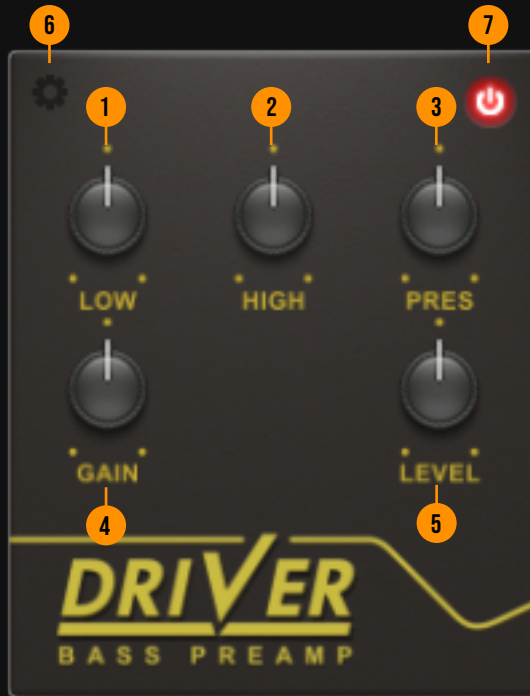 6 7
1 2 3
LOW HIGH PRES
GAIN LEVEL
4 5
DRIVER
BASS PREAMP